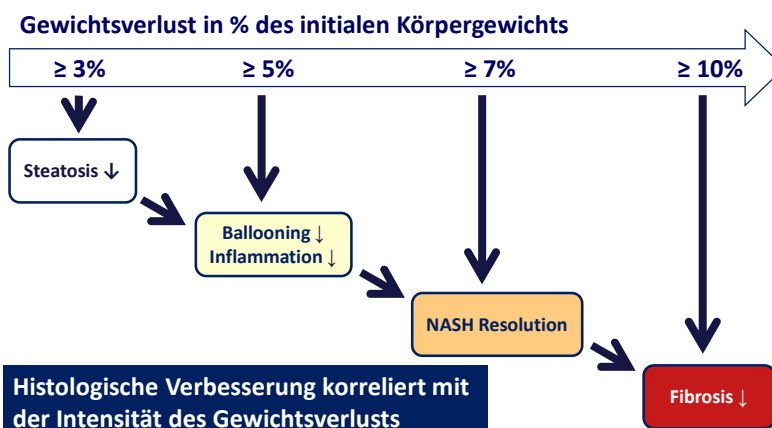 Gewichtsverlust in % des initialen Körpergewichts
≥ 3% ≥ 5% ≥ 7% ≥ 10%
Steatosis ↓
Ballooning ↓
Inflammation ↓
NASH Resolution
Fibrosis ↓
Histologische Verbesserung korreliert mit
der Intensität des Gewichtsverlusts